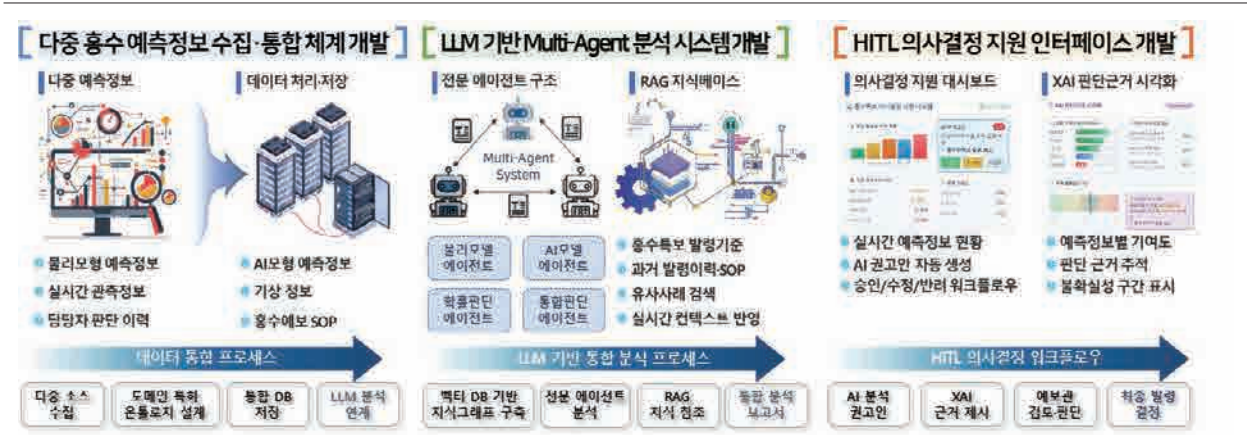 다중 홍수 예측정보 수집·통합 체계 개발
다중 예측정보
데이터 처리·저장
물리모형 예측정보
실시간 관측정보
담당자 판단 이력
AI모형 예측정보
기상 정보
홍수예보 SOP
데이터 통합 프로세스
다중 소스
수집
도메인 특화
온톨로지 설계
통합 DB
저장
LLM 분석
연계
LLM 기반 Multi-Agent 분석 시스템 개발
전문 에이전트 구조
RAG 지식베이스
Multi-Agent
System
물리모델
에이전트
AI모델
에이전트
확률판단
에이전트
통합판단
에이전트
홍수특보 발령기준
과거 발령이력·SOP
유사사례 검색
실시간 컨텍스트 반영
LLM 기반 통합 분석 프로세스
벡터 DB 기반
지식그래프 구축
전문 에이전트
분석
RAG
지식 참조
통합 분석
보고서
HITL 의사결정 지원 인터페이스 개발
의사결정 지원 대시보드
XAI 판단근거 시각화
실시간 예측정보 현황
AI 권고안 자동 생성
승인/수정/반려 워크플로우
예측정보별 기여도
판단 근거 추적
불확실성 구간 표시
HITL 의사결정 워크플로우
AI 분석
권고안
XAI
근거 제시
예보관
검토·판단
최종 발령
결정